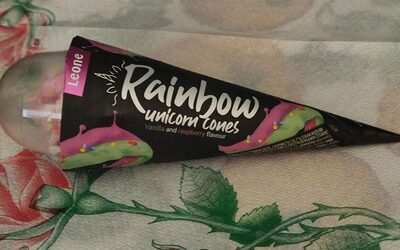 Leone
Rainbow
unicorn cones
Vanilla and raspberry flavour